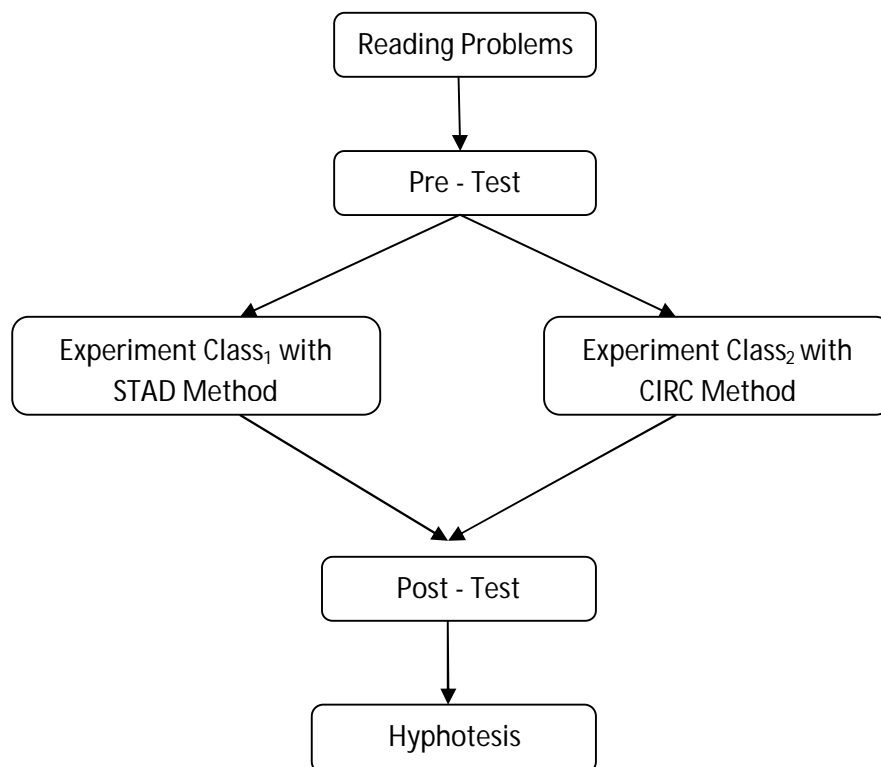 Reading Problems
Pre - Test
Experiment Class₁ with
STAD Method
Experiment Class₂ with
CIRC Method
Post - Test
Hyphotesis